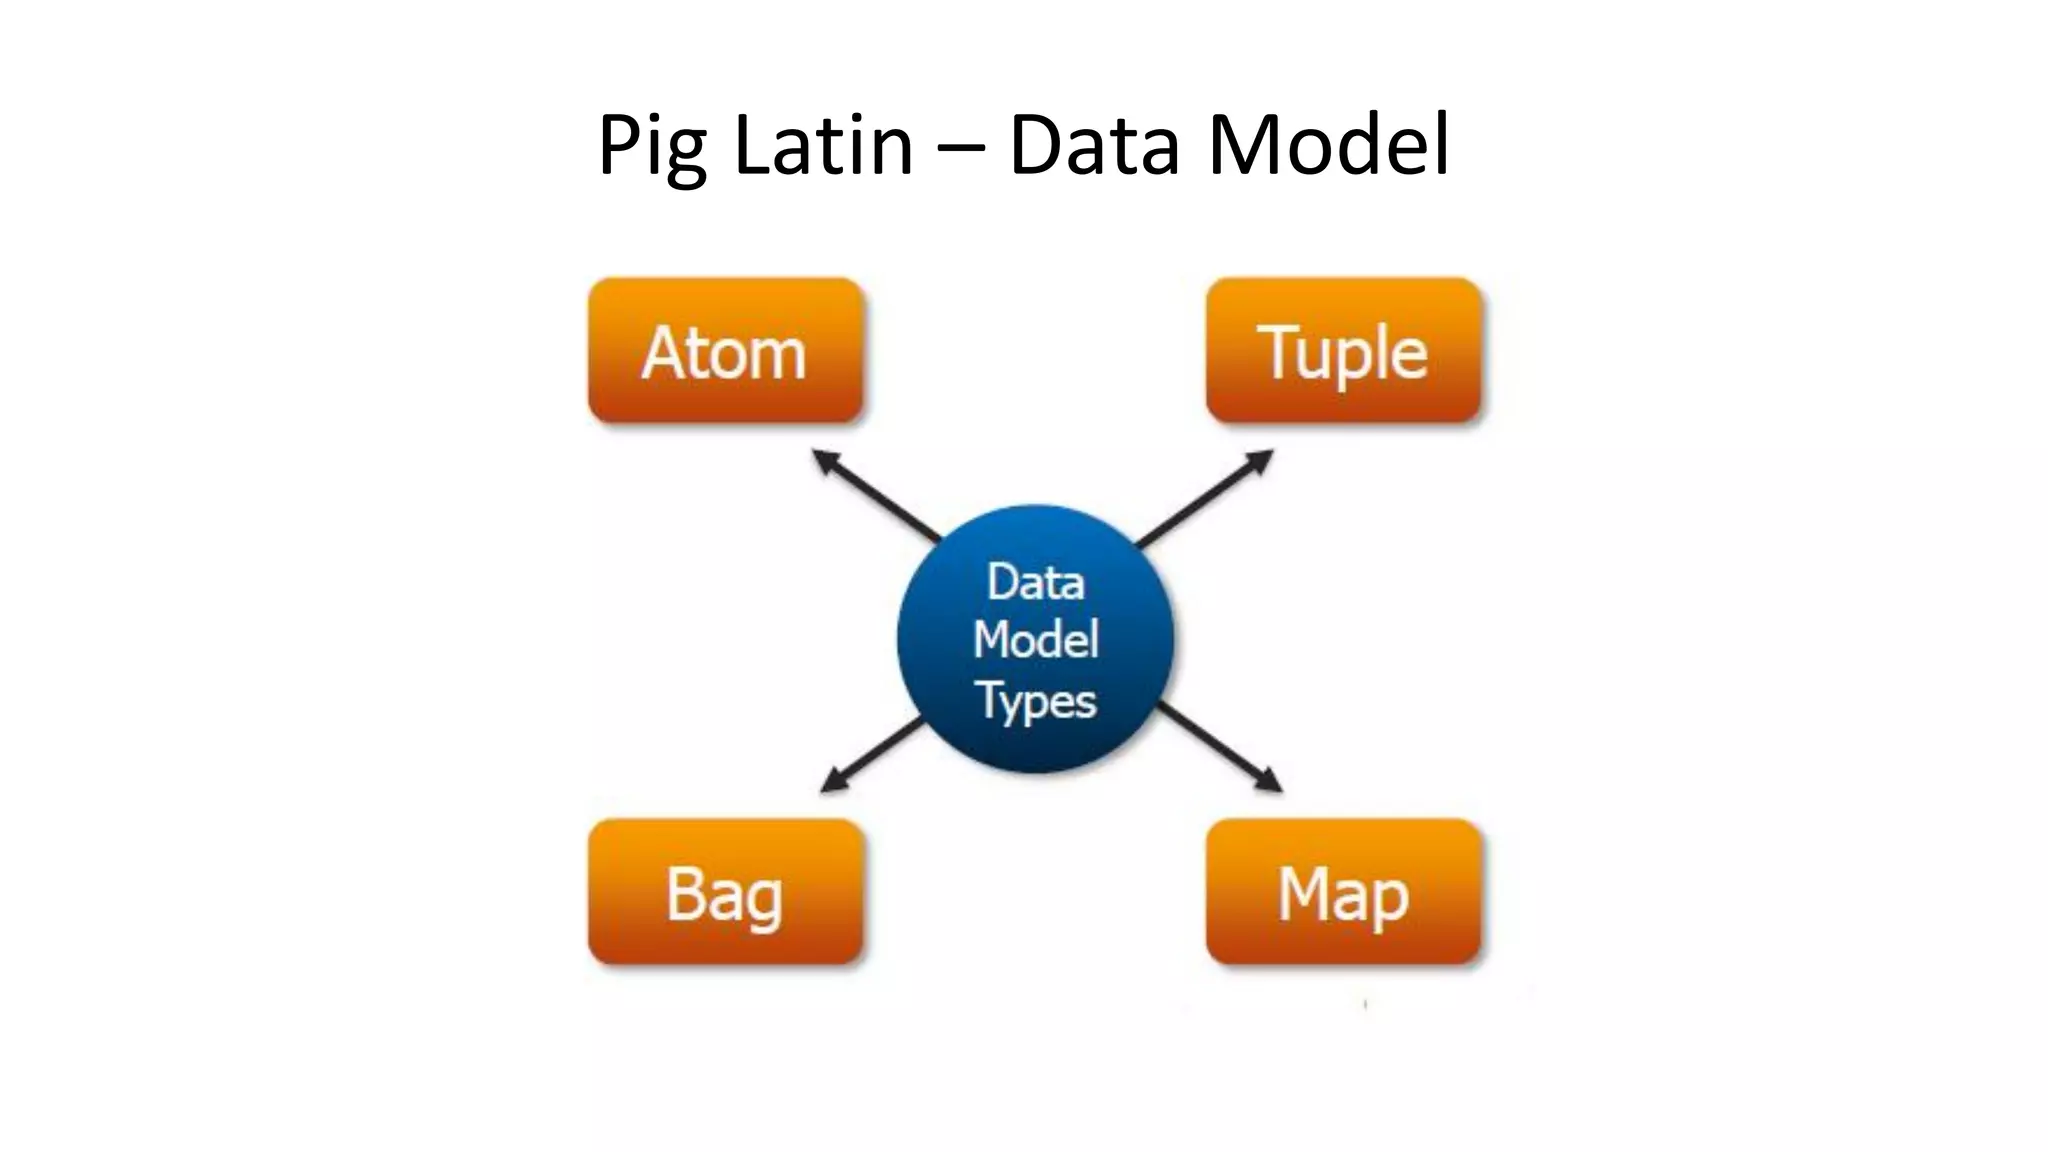 Pig Latin – Data Model
Atom
Tuple
Data
Model
Types
Bag
Map